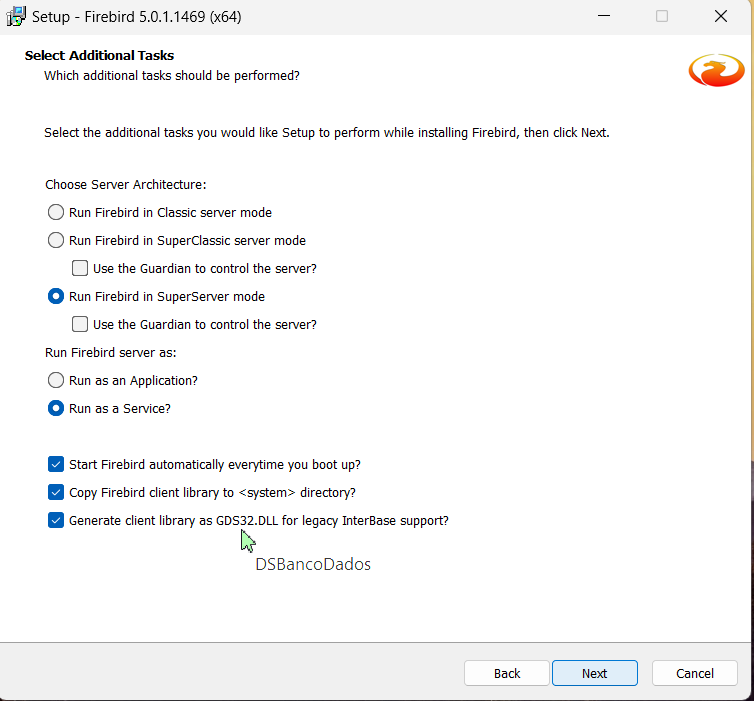 Setup - Firebird 5.0.1.1469 (x64)
Select Additional Tasks
Which additional tasks should be performed?
Select the additional tasks you would like Setup to perform while installing Firebird, then click Next.
Choose Server Architecture:
Run Firebird in Classic server mode
Run Firebird in SuperClassic server mode
Use the Guardian to control the server?
Run Firebird in SuperServer mode
Use the Guardian to control the server?
Run Firebird server as:
Run as an Application?
Run as a Service?
Start Firebird automatically everytime you boot up?
Copy Firebird client library to <system> directory?
Generate client library as GDS32.DLL for legacy InterBase support?
DSBancoDados
Back
Next
Cancel